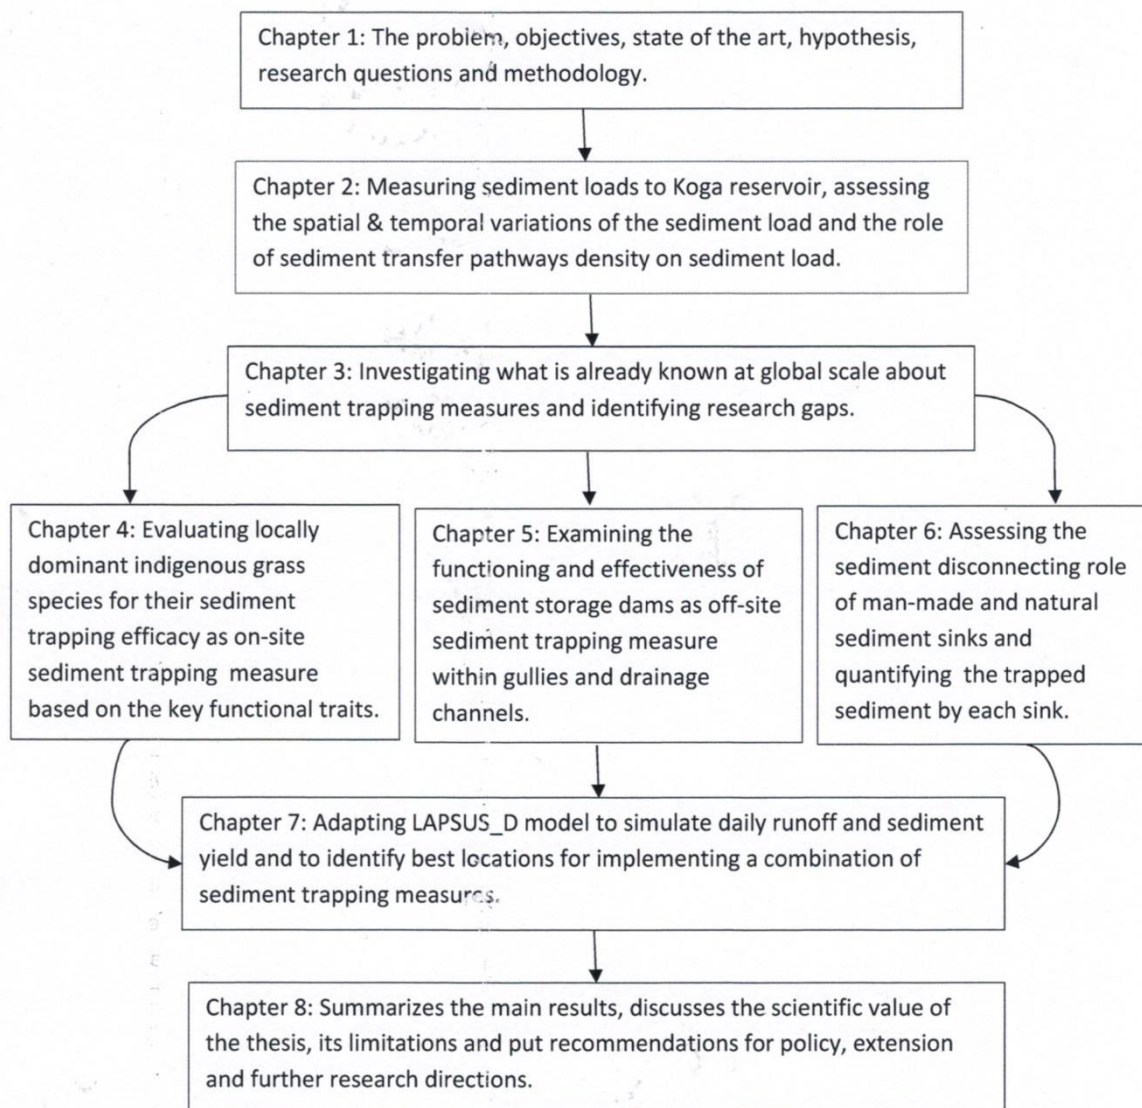 Chapter 1: The problem, objectives, state of the art, hypothesis,
research questions and methodology.
Chapter 2: Measuring sediment loads to Koga reservoir, assessing
the spatial & temporal variations of the sediment load and the role
of sediment transfer pathways density on sediment load.
Chapter 3: Investigating what is already known at global scale about
sediment trapping measures and identifying research gaps.
Chapter 4: Evaluating locally
dominant indigenous grass
species for their sediment
trapping efficacy as on-site
sediment trapping measure
based on the key functional traits.
Chapter 5: Examining the
functioning and effectiveness of
sediment storage dams as off-site
sediment trapping measure
within gullies and drainage
channels.
Chapter 6: Assessing the
sediment disconnecting role
of man-made and natural
sediment sinks and
quantifying the trapped
sediment by each sink.
Chapter 7: Adapting LAPSUS_D model to simulate daily runoff and sediment
yield and to identify best locations for implementing a combination of
sediment trapping measures.
Chapter 8: Summarizes the main results, discusses the scientific value of
the thesis, its limitations and put recommendations for policy, extension
and further research directions.